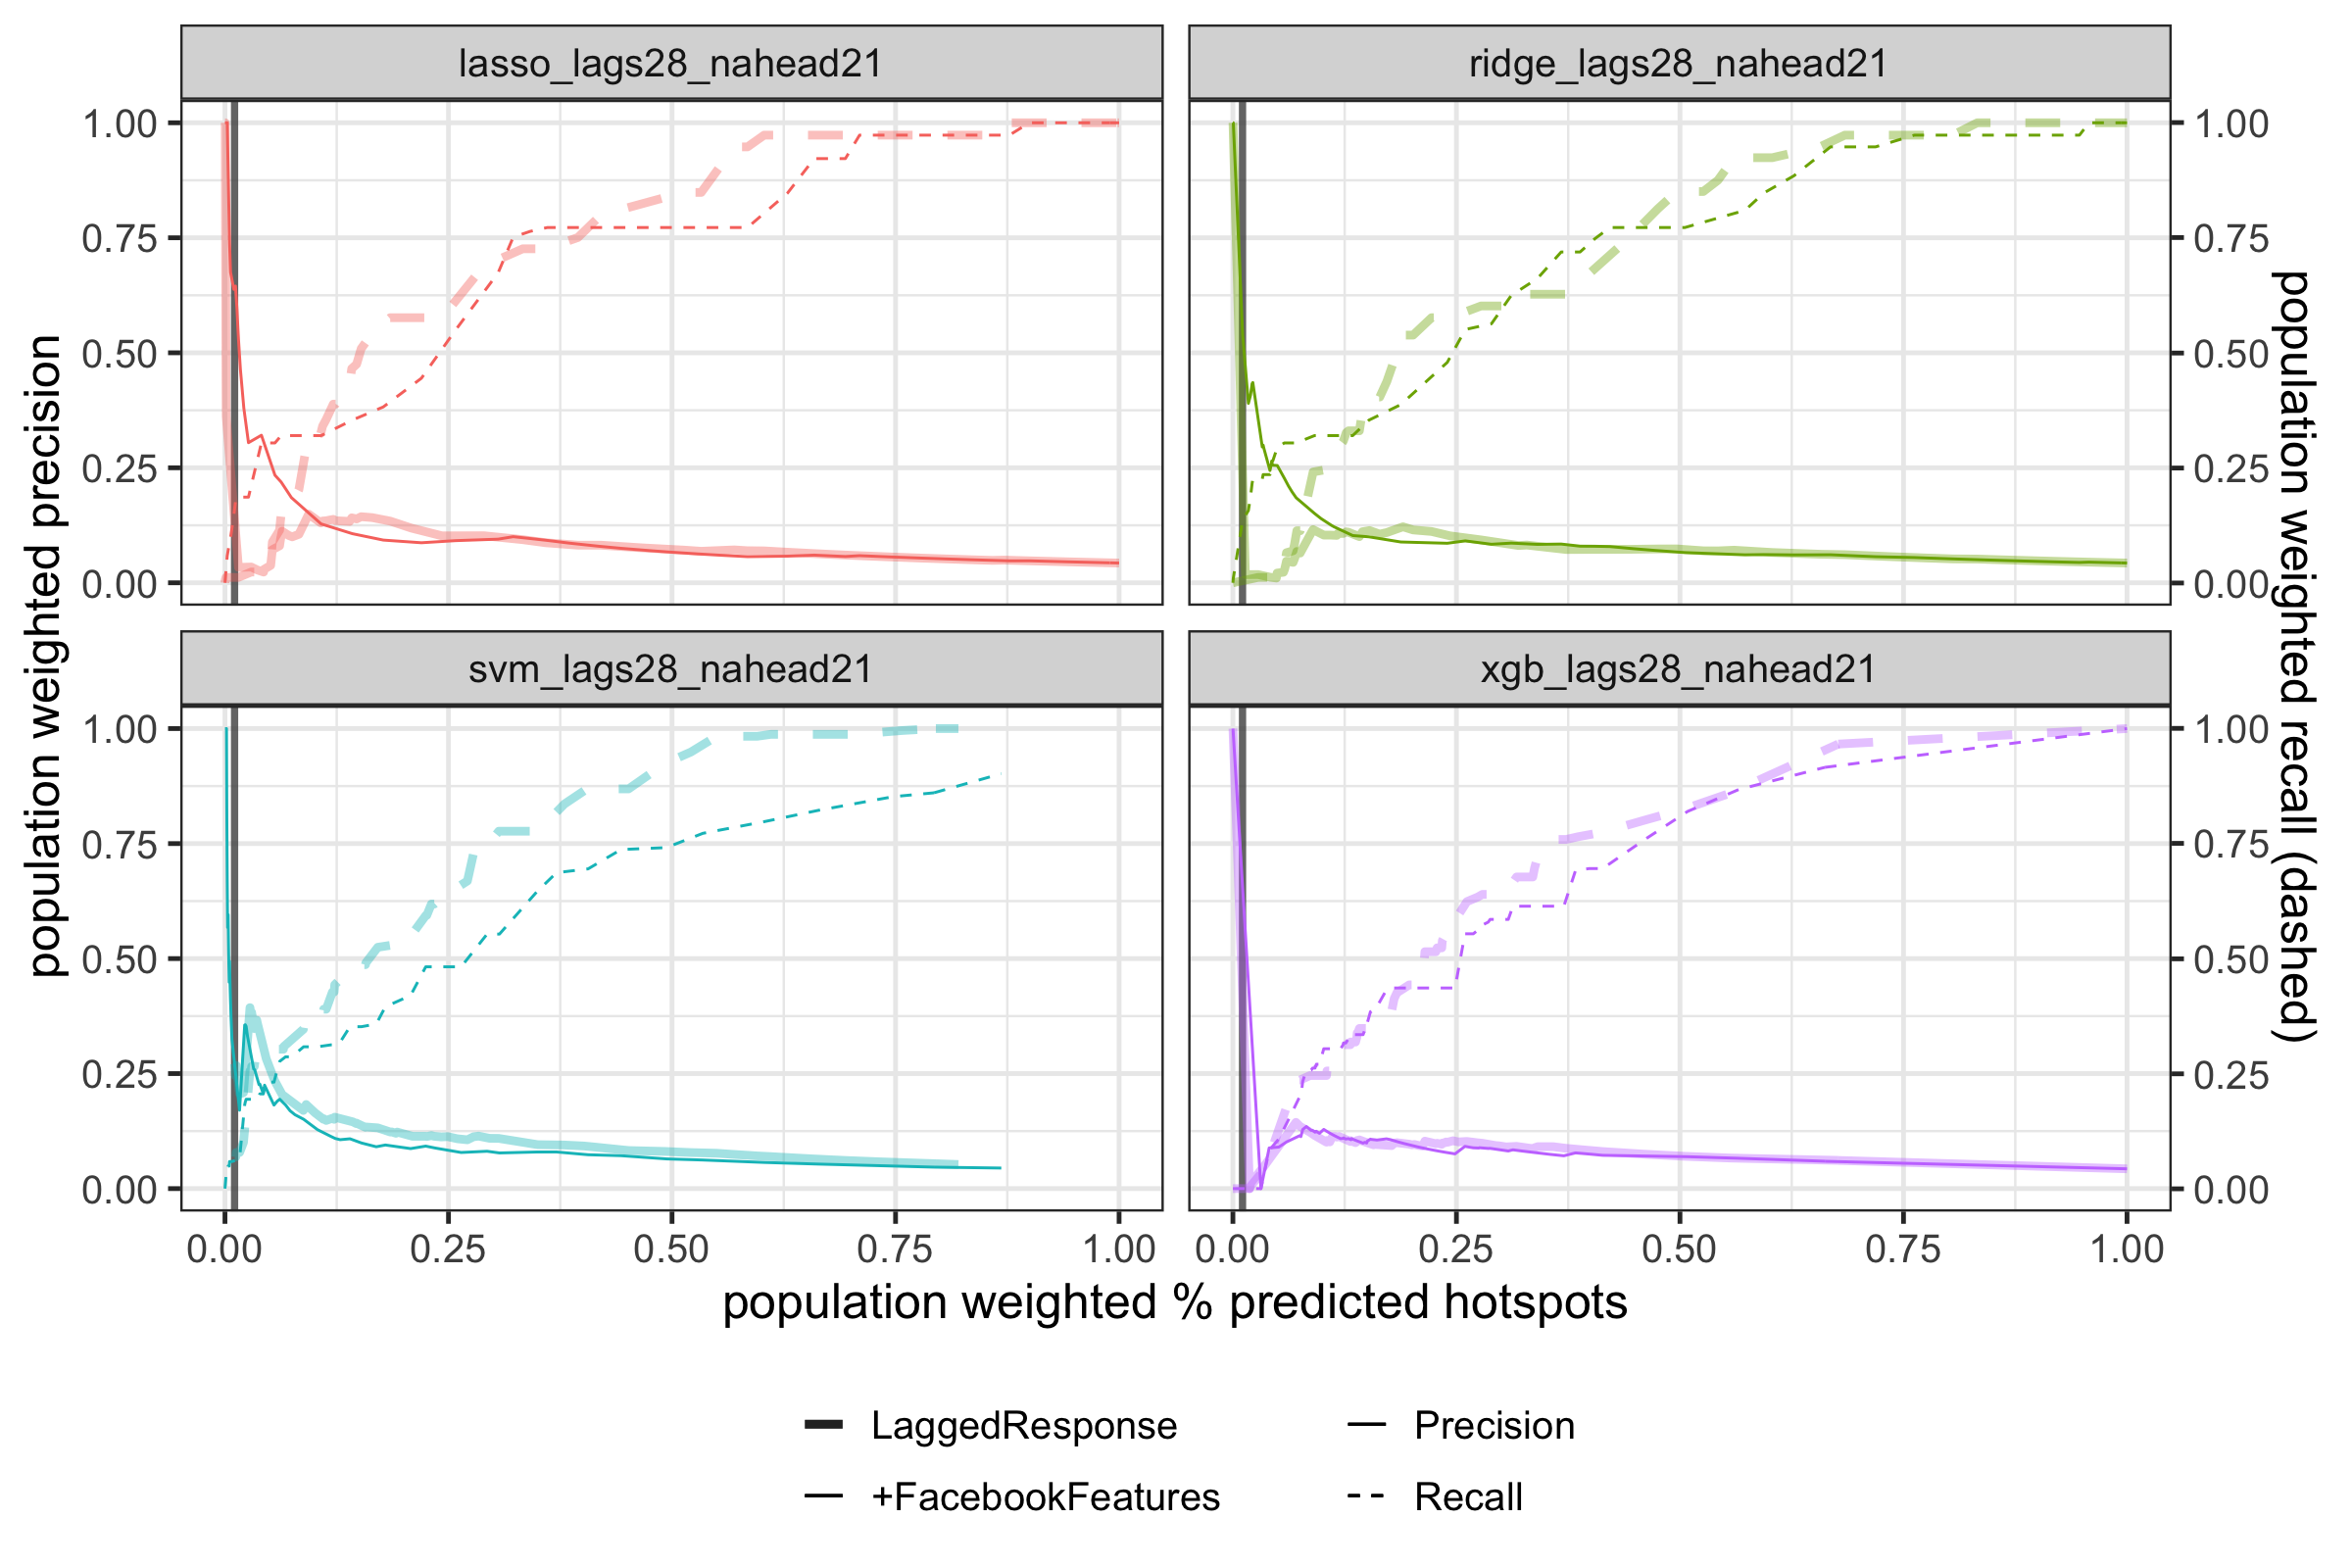 lasso_lags28_nahead21
ridge_lags28_nahead21
1.00
0.75
0.50
0.25
0.00
1.00
0.75
0.50
0.25
0.00
svm_lags28_nahead21
xgb_lags28_nahead21
1.00
0.75
0.50
0.25
0.00
1.00
0.75
0.50
0.25
0.00
0.00 0.25 0.50 0.75 1.00
0.00 0.25 0.50 0.75 1.00
population weighted precision
population weighted recall (dashed)
population weighted % predicted hotspots
LaggedResponse
+FacebookFeatures
Precision
Recall